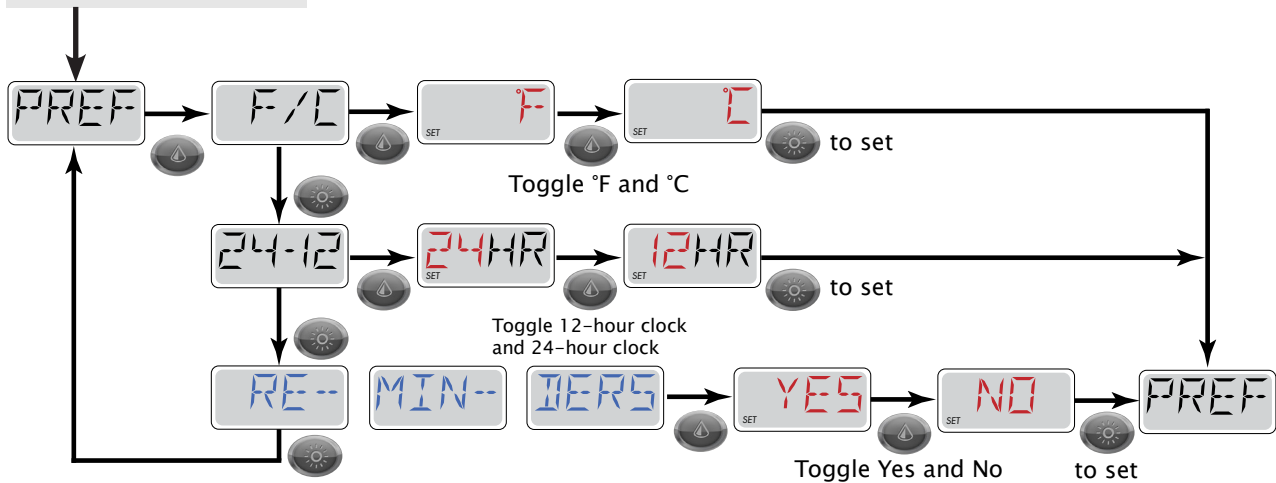 PREF
F/C
SET °F
SET °C
to set
Toggle °F and °C
24-12
SET 24HR
SET 12HR
to set
Toggle 12-hour clock
and 24-hour clock
RE-
MIN-
DERS
SET YES
SET NO
PREF
Toggle Yes and No
to set